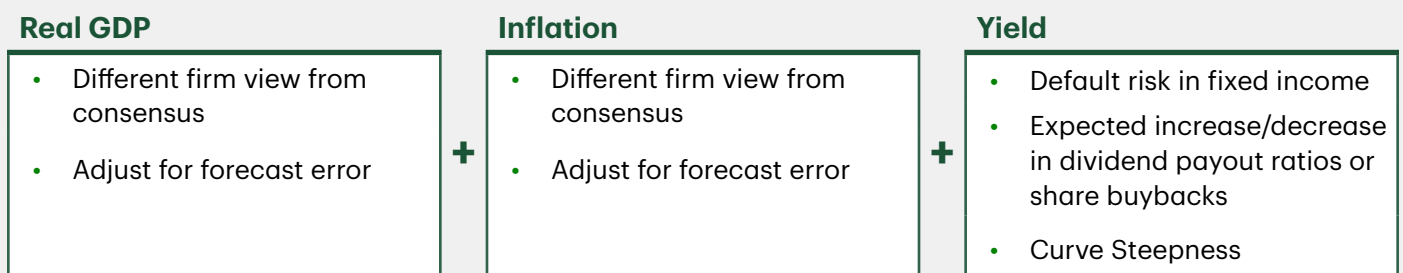 Real GDP
• Different firm view from
consensus
• Adjust for forecast error
+
Inflation
• Different firm view from
consensus
• Adjust for forecast error
+
Yield
• Default risk in fixed income
• Expected increase/decrease
in dividend payout ratios or
share buybacks
• Curve Steepness